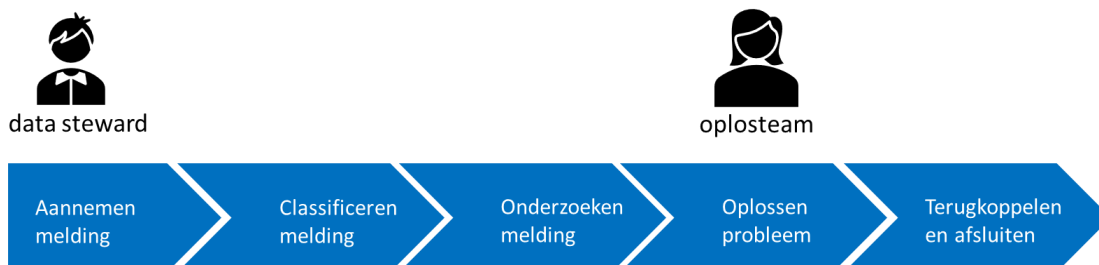 data steward
oplosteam
Aannemen
melding
Classificeren
melding
Onderzoeken
melding
Oplossen
probleem
Terugkoppelen
en afsluiten